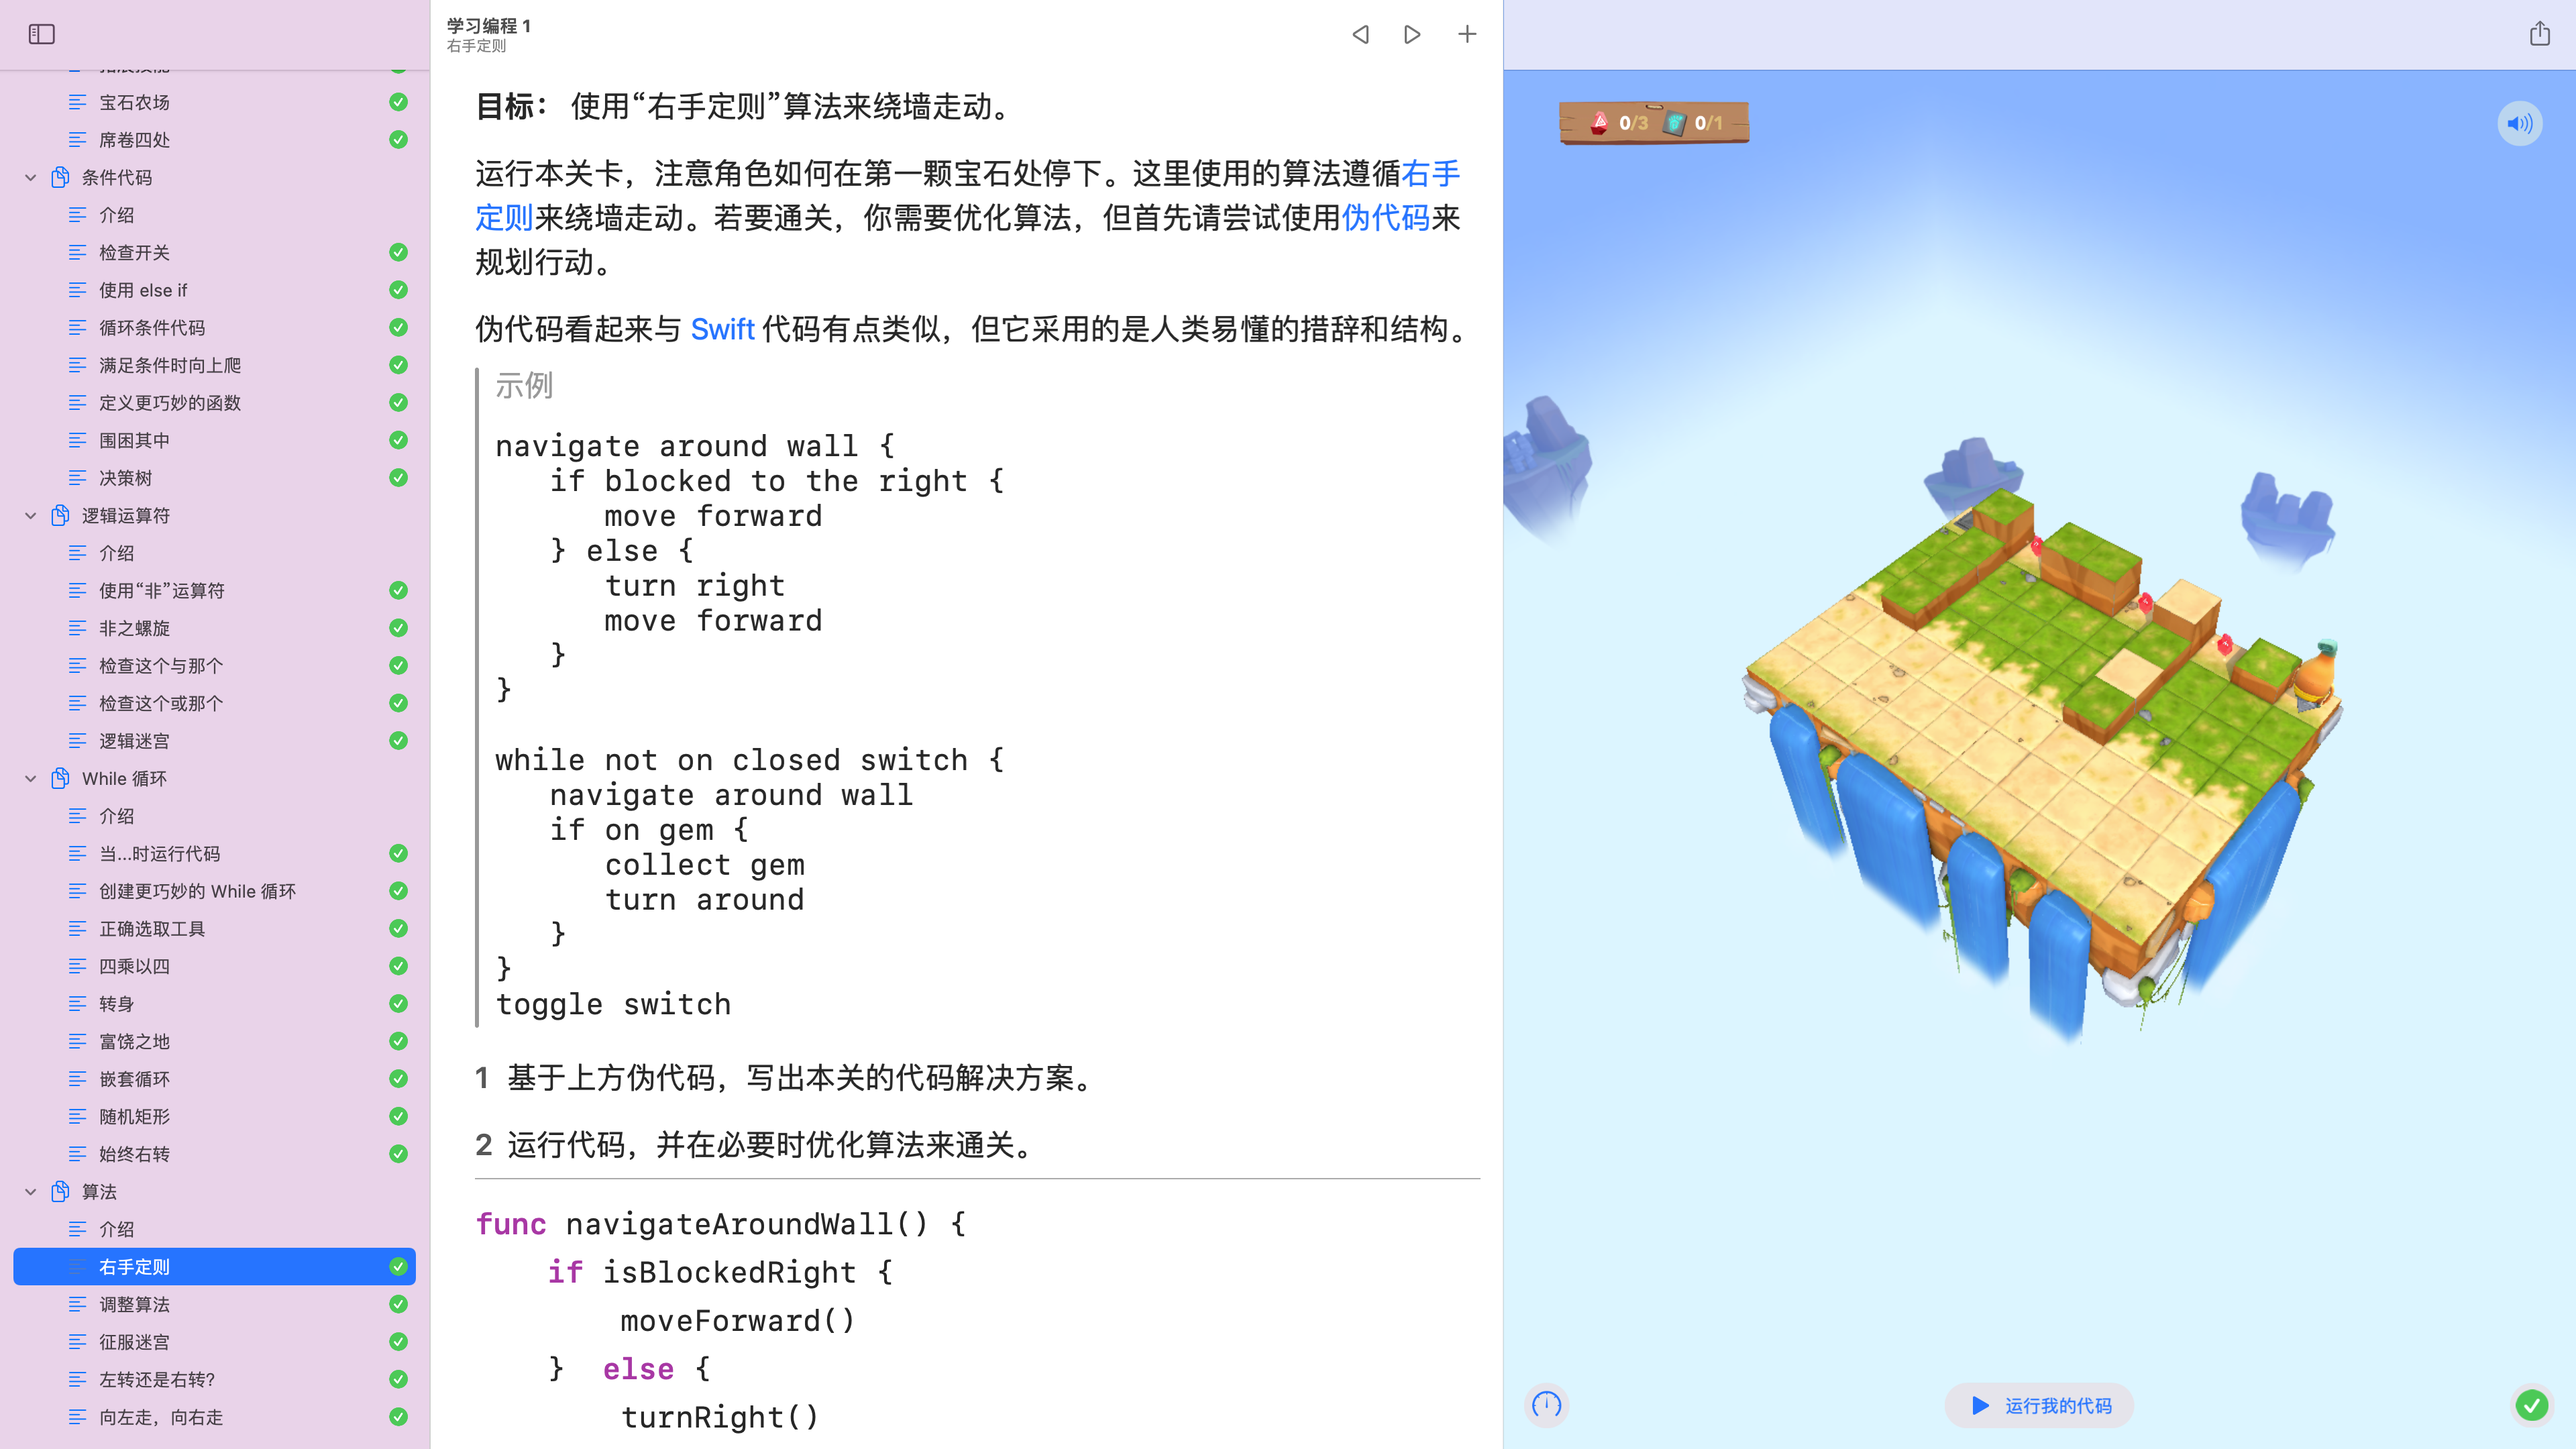 宝石农场
席卷四处
条件代码
介绍
检查开关
使用 else if
循环条件代码
满足条件时向上爬
定义更巧妙的函数
围困其中
决策树
逻辑运算符
介绍
使用“非”运算符
非之螺旋
检查这个与那个
检查这个或那个
逻辑迷宫
While 循环
介绍
当...时运行代码
创建更巧妙的 While 循环
正确选取工具
四乘以四
转身
富饶之地
嵌套循环
随机矩形
始终右转
算法
介绍
右手定则
调整算法
征服迷宫
左转还是右转?
向左走，向右走
学习编程 1
右手定则
目标： 使用“右手定则”算法来绕墙走动。
运行本关卡，注意角色如何在第一颗宝石处停下。这里使用的算法遵循右手
定则来绕墙走动。若要通关，你需要优化算法，但首先请尝试使用伪代码来
规划行动。
伪代码看起来与 Swift 代码有点类似，但它采用的是人类易懂的措辞和结构。
示例
navigate around wall {
if blocked to the right {
move forward
} else {
turn right
move forward
}
}
while not on closed switch {
navigate around wall
if on gem {
collect gem
turn around
}
}
toggle switch
1 基于上方伪代码，写出本关的代码解决方案。
2 运行代码，并在必要时优化算法来通关。
func navigateAroundWall() {
if isBlockedRight {
moveForward()
} else {
turnRight()
0/3 0/1
运行我的代码